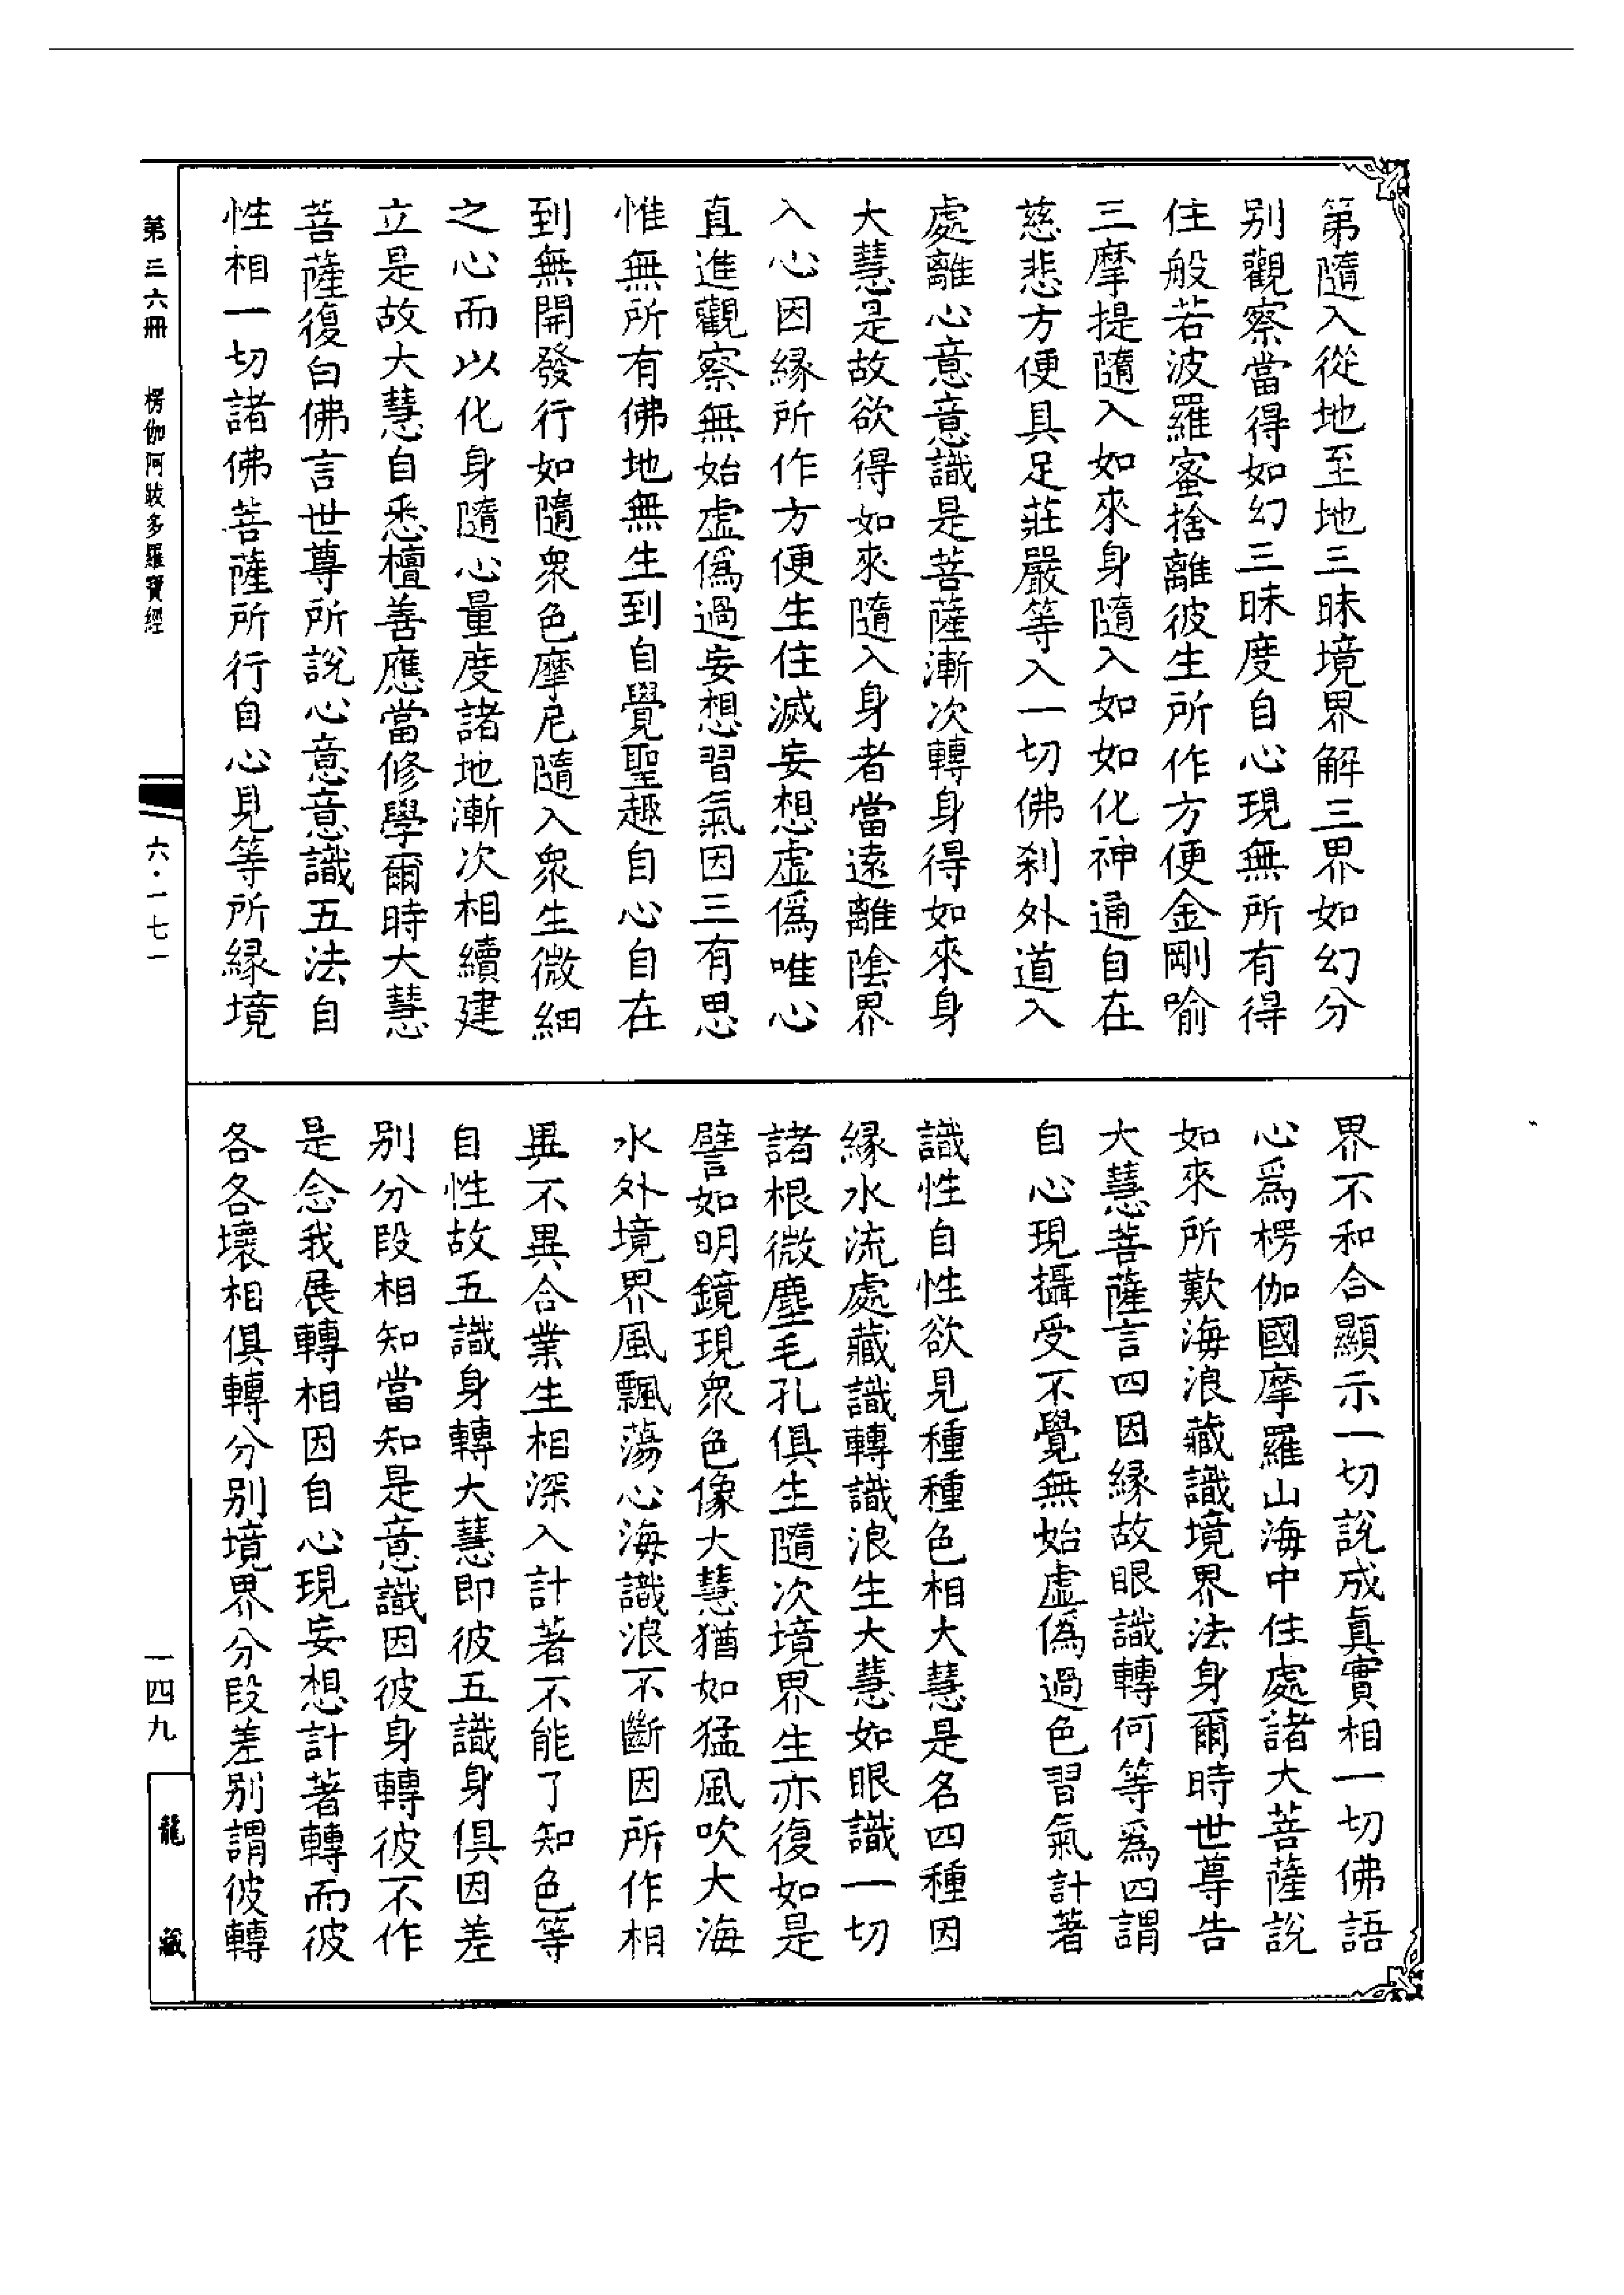 第隨入從地至地三昧境界解三界如幻分
别觀察當得如幻三昧度自心現無所有得
住般若波羅蜜捨離彼生所作方便金剛喻
三摩提隨入如來身隨入如如化神通自在
慈悲方便具足莊嚴等入一切佛刹外道入
處離心意意識是菩薩漸次轉身得如來身
大慧是故欲得如來隨入身者當遠離陰界
入心因縁所作方便生住滅妄想虚偽唯心
直進觀察無始虚偽過妄想習氣因三有思
惟無所有佛地無生到自覺聖趣自心自在
到無開發行如隨衆色摩尼隨入衆生微細
之心而以化身隨心量度諸地漸次相續建
立是故大慧自悉檀善應當修學爾時大慧
菩薩復白佛言世尊所說心意意識五法自
性相一切諸佛菩薩所行自心見等所縁境
界不和合顯示一切說成眞實相一切佛語
心爲楞伽國摩羅山海中住處諸大菩薩說
如來所歎海浪藏識境界法身爾時世尊告
大慧菩薩言四因縁故眼識轉何等爲四謂
自心現攝受不覺無始虚偽過色習氣計著
識性自性欲見種種色相大慧是名四種因
縁水流處藏識轉識浪生大慧如眼識一切
諸根微塵毛孔俱生隨次境界生亦復如是
譬如明鏡現衆色像大慧猶如猛風吹大海
水外境界風飄蕩心海識浪不斷因所作相
異不異合業生相深入計著不能了知色等
自性故五識身轉大慧即彼五識身俱因差
别分段相知當知是意識因彼身轉彼不作
是念我展轉相因自心現妄想計著轉而彼
各各壞相俱轉分别境界分段差别謂彼轉
第三六冊　楞伽阿跋多羅寶經
六·一七一
一四九
龍藏